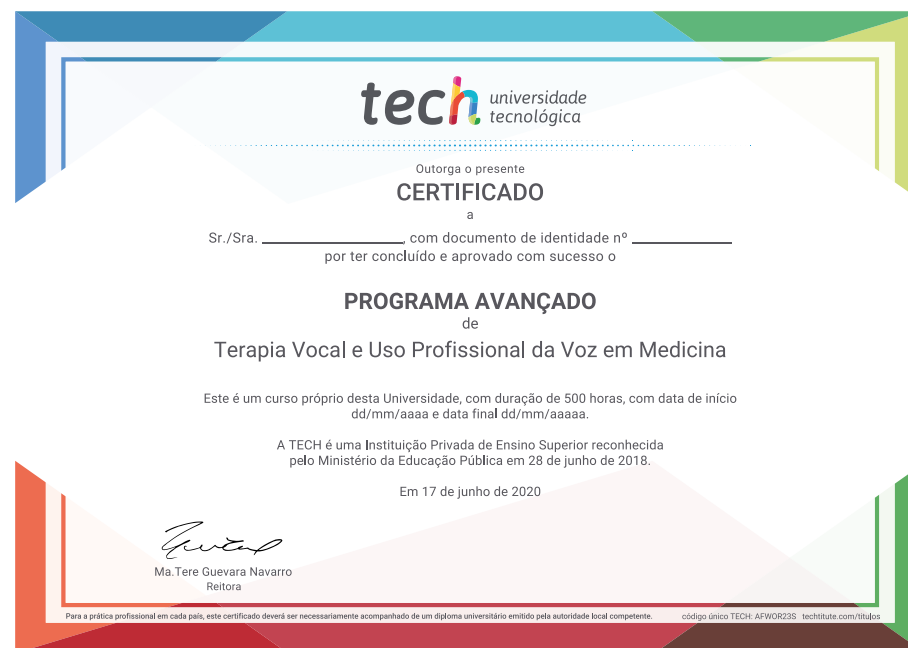 tech universidade
tecnológica
Outorga o presente
CERTIFICADO
a
Sr./Sra. , com documento de identidade nº
por ter concluído e aprovado com sucesso o
PROGRAMA AVANÇADO
de
Terapia Vocal e Uso Profissional da Voz em Medicina
Este é um curso próprio desta Universidade, com duração de 500 horas, com data de início
dd/mm/aaaa e data final dd/mm/aaaaa.
A TECH é uma Instituição Privada de Ensino Superior reconhecida
pelo Ministério da Educação Pública em 28 de junho de 2018.
Em 17 de junho de 2020
Ma.Tere Guevara Navarro
Reitora
Para a prática profissional em cada país, este certificado deverá ser necessariamente acompanhado de um diploma universitário emitido pela autoridade local competente. código único TECH: AFWOR23S techtitute.com/titulos